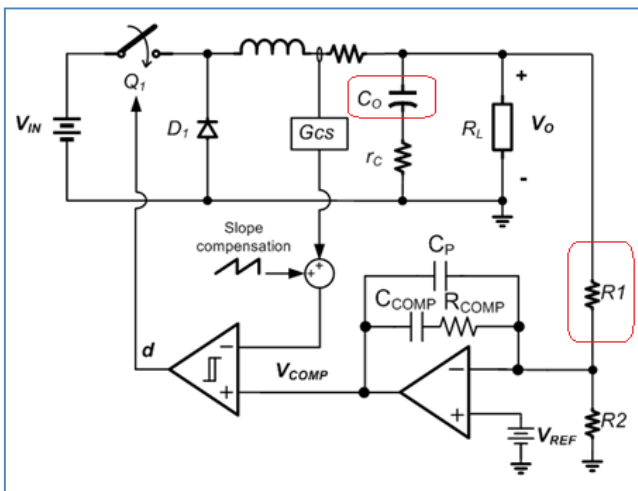 Q1
VIN
D1
Gcs
CO
rC
RL
+
VO
-
Slope
compensation
+
+
CP
CCOMP
RCOMP
R1
d
−
+
VCOMP
−
+
VREF
R2